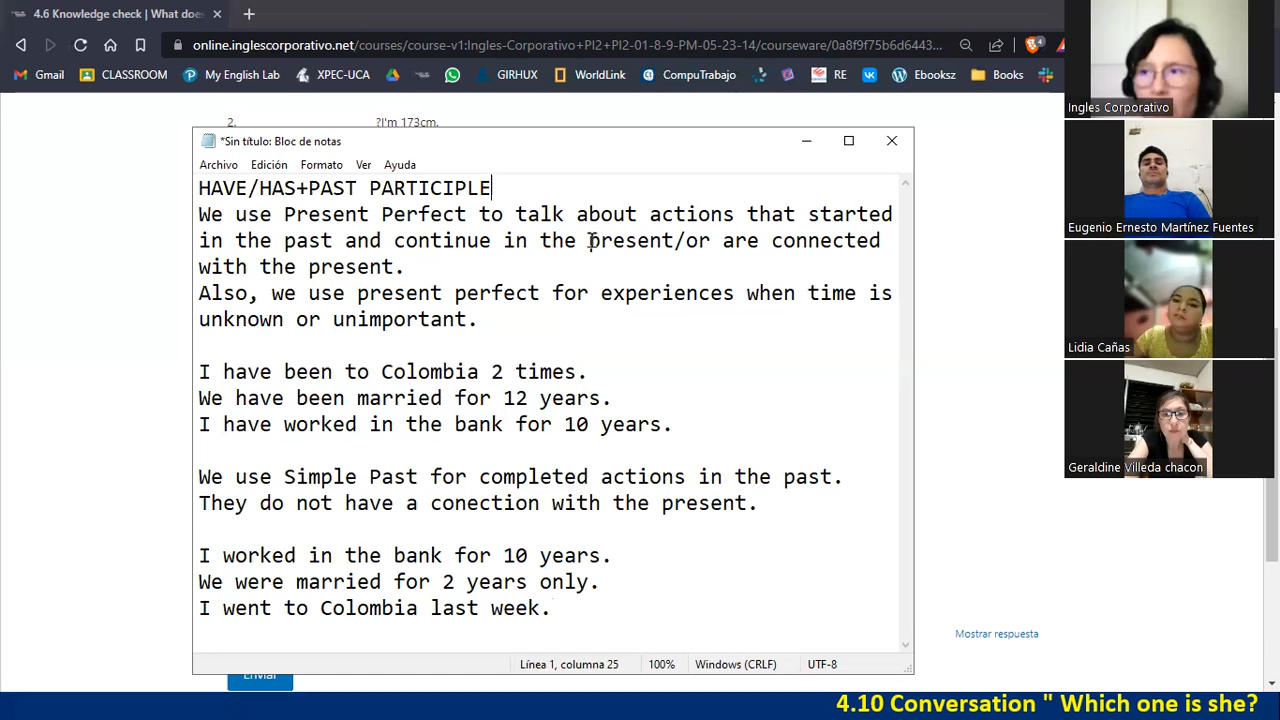 4.6 Knowledge check | What does
online.inglescorporativo.net/courses/course-v1:Ingles-Corporativo+PI2+PI2-01-8-9-PM-05-23-14/courseware/0a8f9f75b6d6443...
4
Gmail CLASSROOM My English Lab XPEC-UCA GIRHUX WorldLink CompuTrabajo RE Ebooksz Books
2. ?I'm 173cm.
*Sin título: Bloc de notas
Archivo Edición Formato Ver Ayuda
HAVE/HAS+PAST PARTICIPLE
We use Present Perfect to talk about actions that started
in the past and continue in the present/or are connected
with the present.
Also, we use present perfect for experiences when time is
unknown or unimportant.
I have been to Colombia 2 times.
We have been married for 12 years.
I have worked in the bank for 10 years.
We use Simple Past for completed actions in the past.
They do not have a conection with the present.
I worked in the bank for 10 years.
We were married for 2 years only.
I went to Colombia last week.
Línea 1, columna 25 100% Windows (CRLF) UTF-8
Mostrar respuesta
Enviar
Ingles Corporativo
Eugenio Ernesto Martínez Fuentes
Lidia Cañas
Geraldine Villeda chacon
4.10 Conversation " Which one is she?